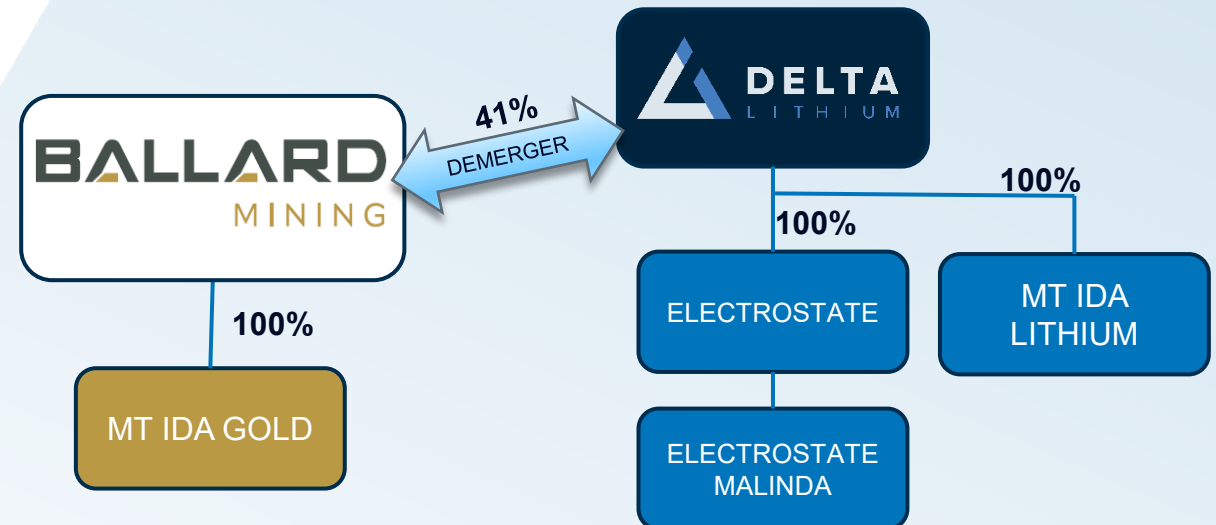 BALLARD
MINING
41%
DEMERGER
DELTA
LITHIUM
100%
MT IDA GOLD
100%
100%
ELECTROSTATE
MT IDA
LITHIUM
ELECTROSTATE
MALINDA